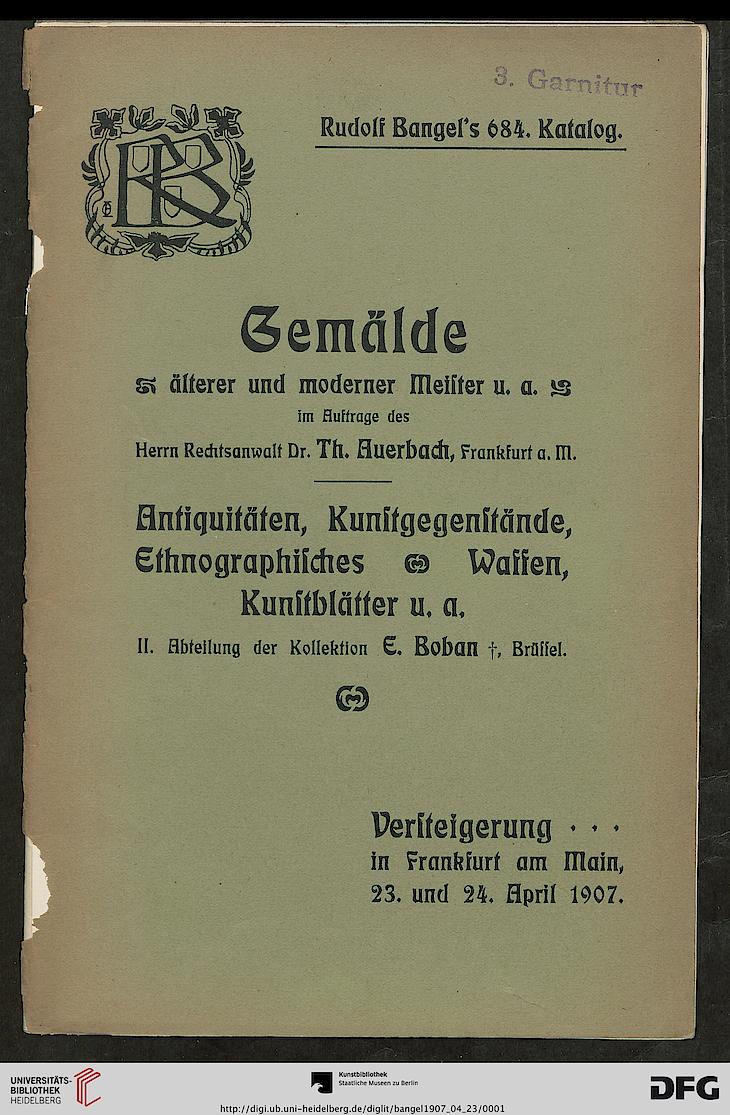 3. Garnitur
Rudolf Bangel's 684. Katalog.
RB
Gemälde
älterer und moderner Meiſter u. a.
im Auftrage des
Herrn Rechtsanwalt Dr. Th. Auerbach, Frankfurt a. M.
Antiquitäten, Kunſtgegenſtände,
Ethnographiſches Waffen,
Kunſtblätter u. a.
II. Abteilung der Kollektion E. Boban †, Brüſſel.
Verſteigerung . . .
in Frankfurt am Main,
23. und 24. April 1907.
UNIVERSITÄTS-
BIBLIOTHEK
HEIDELBERG
Kunstbibliothek
Staatliche Museen zu Berlin
DFG
http://digi.ub.uni-heidelberg.de/diglit/bangel1907_04_23/0001